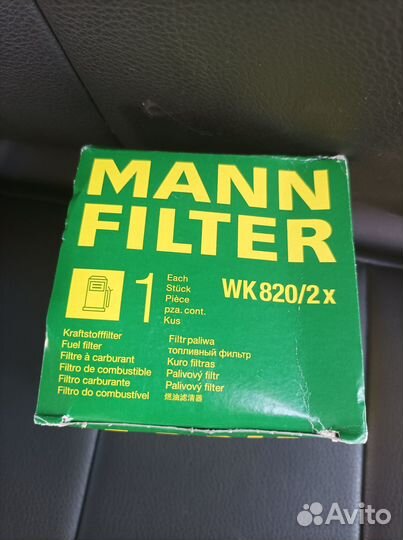 MANN
FILTER
1
Each
Stück
Pièce
pza. cont.
Kus
WK 820/2 x
Kraftstofffilter
Fuel filter
Filtre à carburant
Filtro de combustible
Filtro carburante
Filtro do combustível
Filtr paliwa
топливный фильтр
Kuro filtras
Palivový filtr
Palivový filter
燃油滤清器
Avito